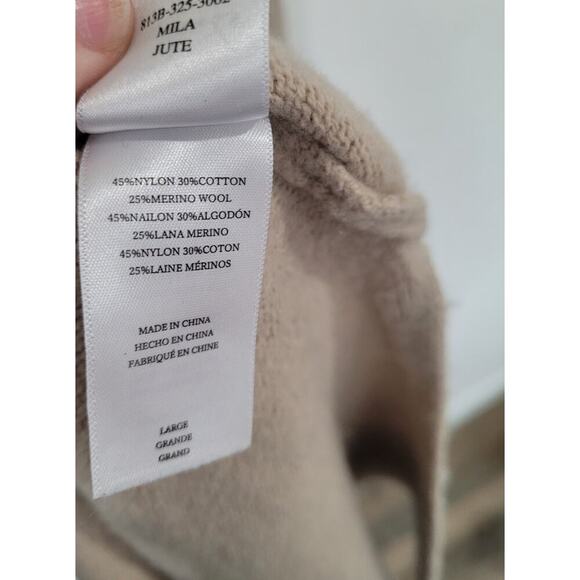 813B-325-3002
MILA
JUTE
45%NYLON 30%COTTON
25%MERINO WOOL
45%NAILON 30%ALGODÓN
25%LANA MERINO
45%NYLON 30%COTON
25%LAINE MÉRINOS
MADE IN CHINA
HECHO EN CHINA
FABRIQUÉ EN CHINE
LARGE
GRANDE
GRAND